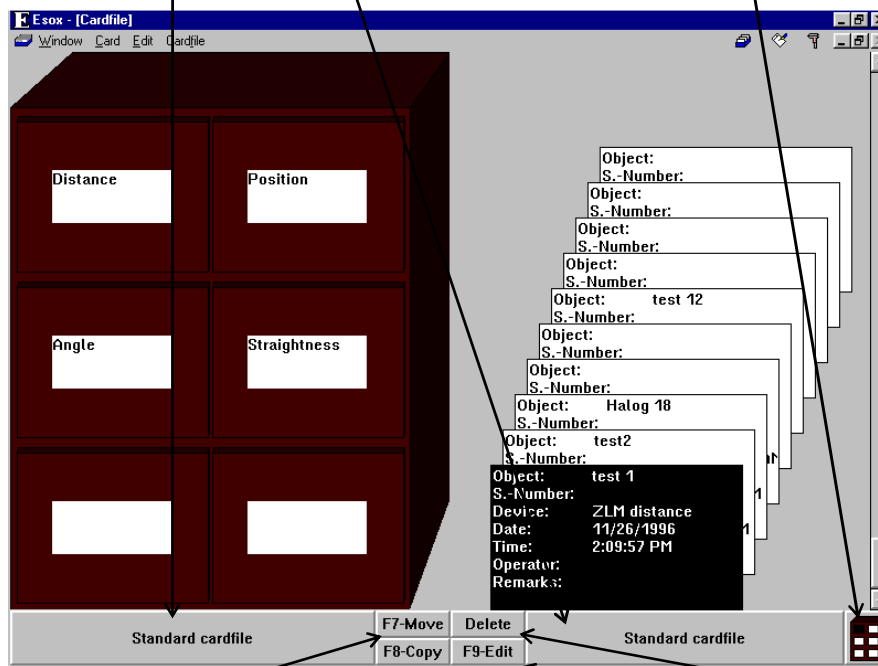 Esox - [Cardfile]
Window Card Edit Cardfile
Distance
Position
Angle
Straightness
Object:
S.-Number:
Object:
S.-Number:
Object:
S.-Number:
Object:
S.-Number:
Object: test 12
S.-Number:
Object:
S.-Number:
Object:
S.-Number:
Object: Halog 18
S.-Number:
Object: test2
S.-Number:
Object: test 1
S.-Number:
Device: ZLM distance
Date: 11/26/1996
Time: 2:09:57 PM
Operator:
Remarks:
Standard cardfile
F7-Move Delete
F8-Copy F9-Edit
Standard cardfile